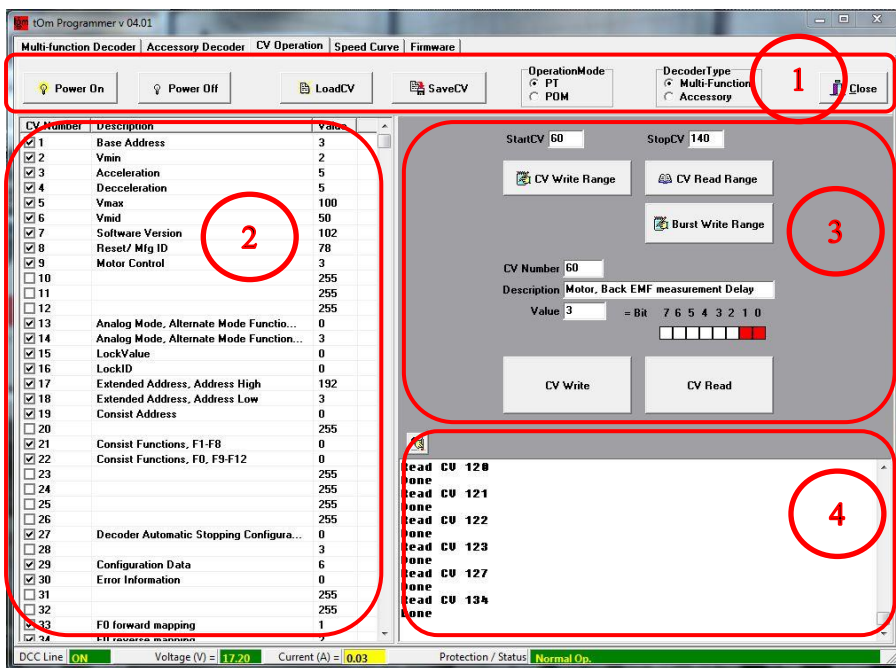 tOm Programmer v 04.01
Multi-function Decoder Accessory Decoder CV Operation Speed Curve Firmware
Power On Power Off LoadCV SaveCV
OperationMode
PT
POM
DecoderType
Multi-Function
Accessory
1
Close
CV Number Description Value
1 Base Address 3
2 Vmin 2
3 Acceleration 5
4 Decceleration 5
5 Vmax 100
6 Vmid 50
7 Software Version 102
8 Reset/ Mfg ID 78
9 Motor Control 3
10 255
11 255
12 255
13 Analog Mode, Alternate Mode Functio... 0
14 Analog Mode, Alternate Mode Function... 3
15 LockValue 0
16 LockID 0
17 Extended Address, Address High 192
18 Extended Address, Address Low 3
19 Consist Address 0
20 255
21 Consist Functions, F1-F8 0
22 Consist Functions, F0, F9-F12 0
23 255
24 255
25 255
26 255
27 Decoder Automatic Stopping Configura... 0
28 3
29 Configuration Data 6
30 Error Information 0
31 255
32 255
33 F0 forward mapping 1
34 F0 reverse mapping 2
2
StartCV 60 StopCV 140
CV Write Range CV Read Range
Burst Write Range
3
CV Number 60
Description Motor, Back EMF measurement Delay
Value 3 = Bit 7 6 5 4 3 2 1 0
CV Write CV Read
Read CV 120
Done
Read CV 121
Done
Read CV 122
Done
Read CV 123
Done
Read CV 127
Done
Read CV 134
Done
4
DCC Line ON Voltage (V) = 17.20 Current (A) = 0.03 Protection / Status Normal Op.